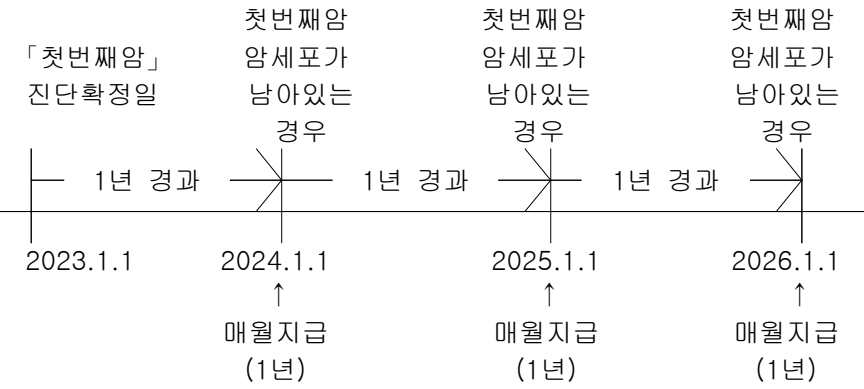 첫번째암 첫번째암 첫번째암
「첫번째암」 암세포가 암세포가 암세포가
진단확정일 남아있는 남아있는 남아있는
경우 경우 경우
1년 경과 1년 경과 1년 경과
2023.1.1 2024.1.1 2025.1.1 2026.1.1
↑ ↑ ↑
매월지급 매월지급 매월지급
(1년) (1년) (1년)